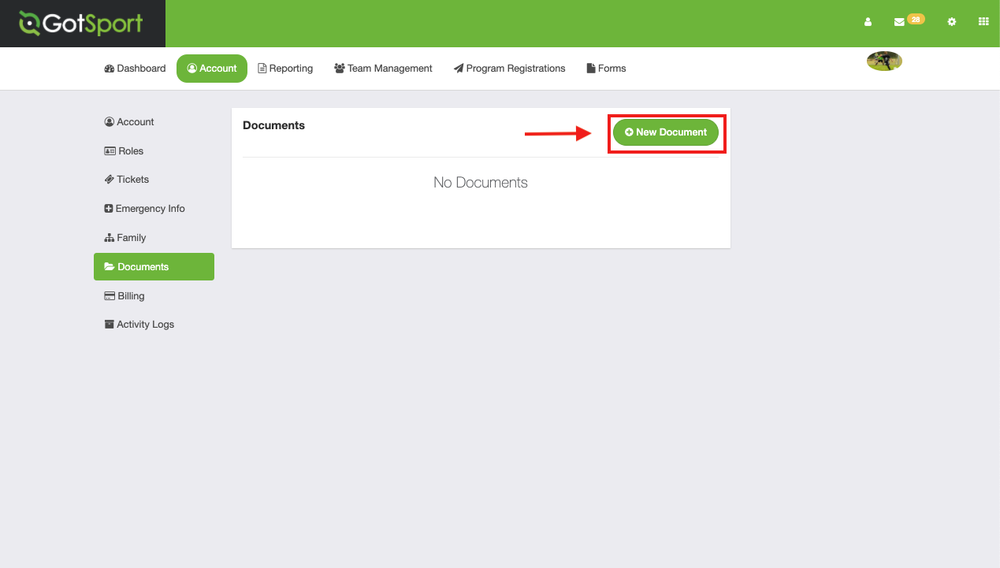 GotSport
28
Dashboard Account Reporting Team Management Program Registrations Forms
Account
Roles
Tickets
Emergency Info
Family
Documents
Billing
Activity Logs
Documents
New Document
No Documents